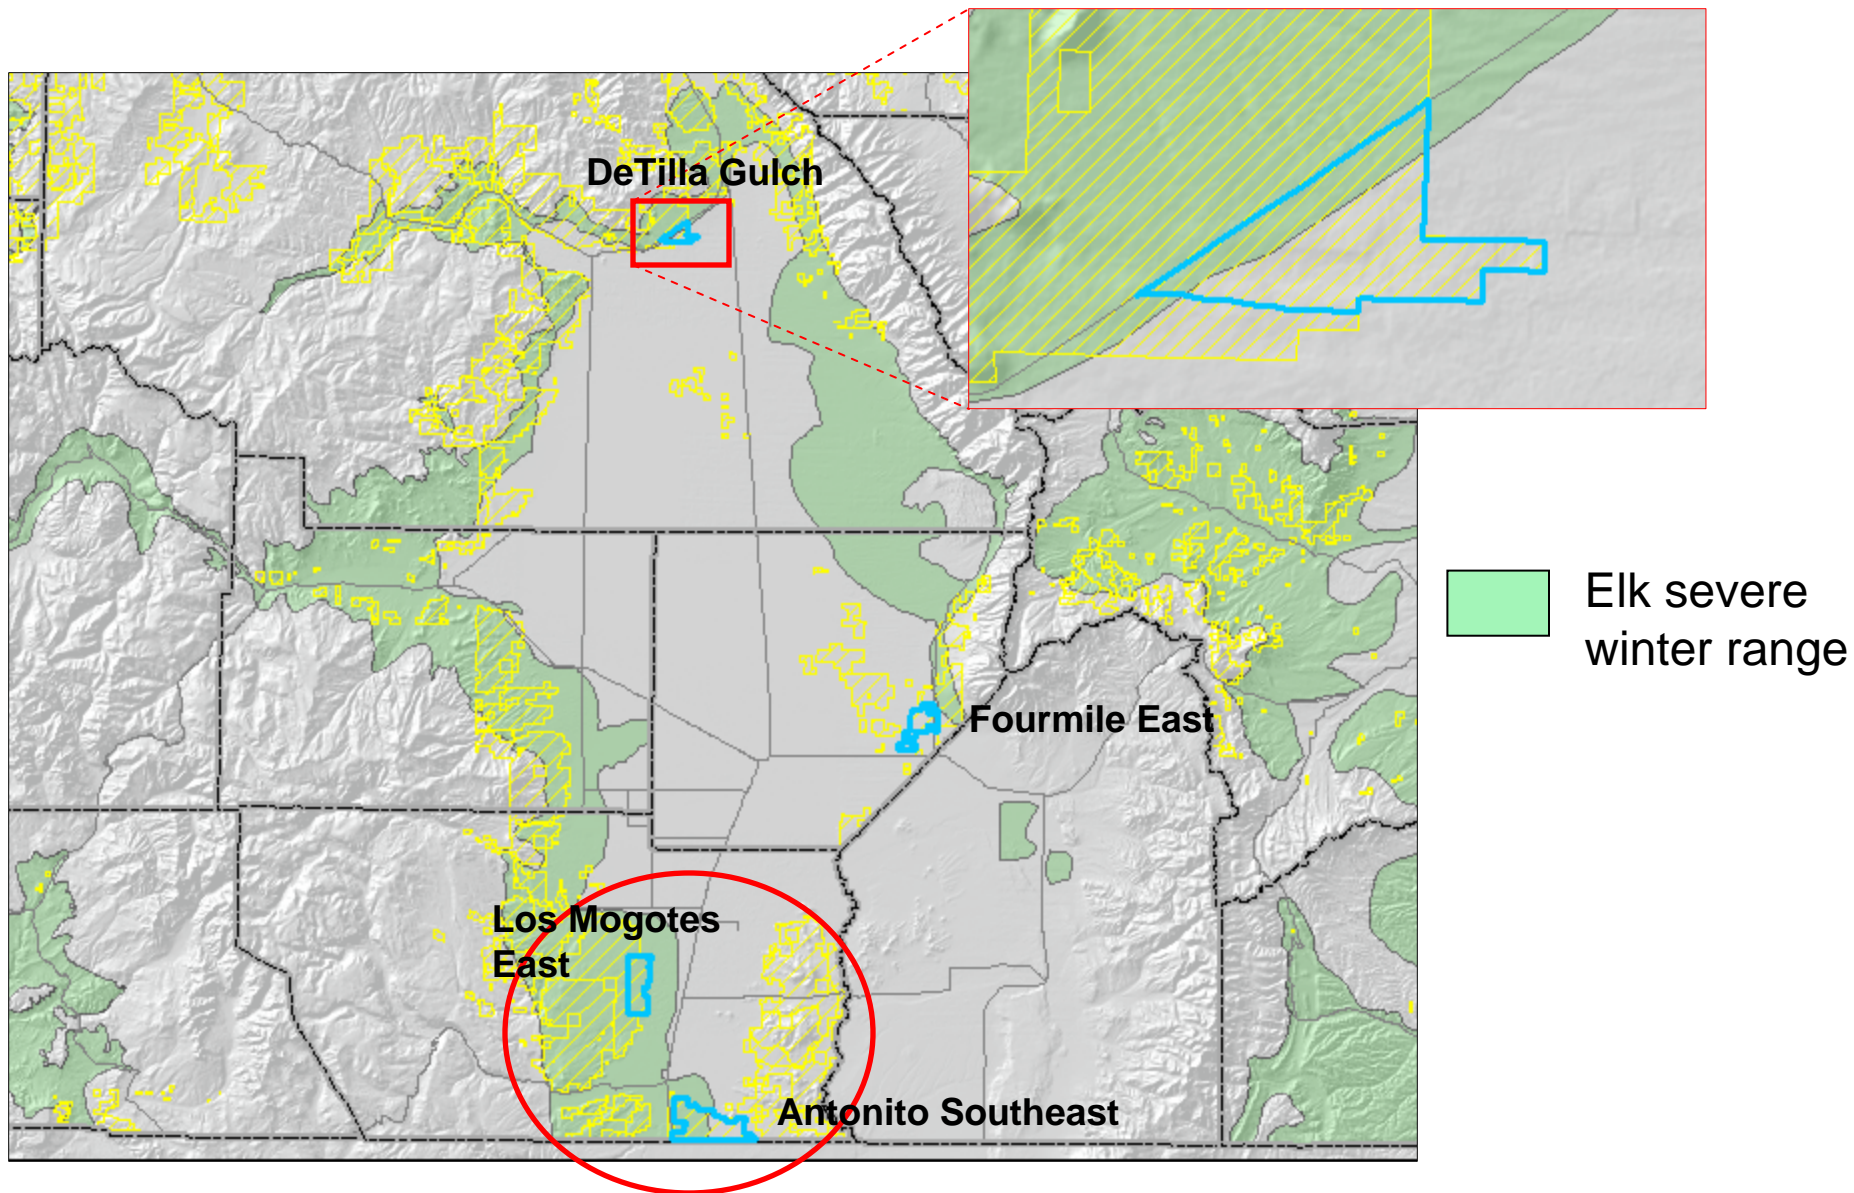 DeTilla Gulch
Elk severe
winter range
Fourmile East
Los Mogotes
East
Antonito Southeast